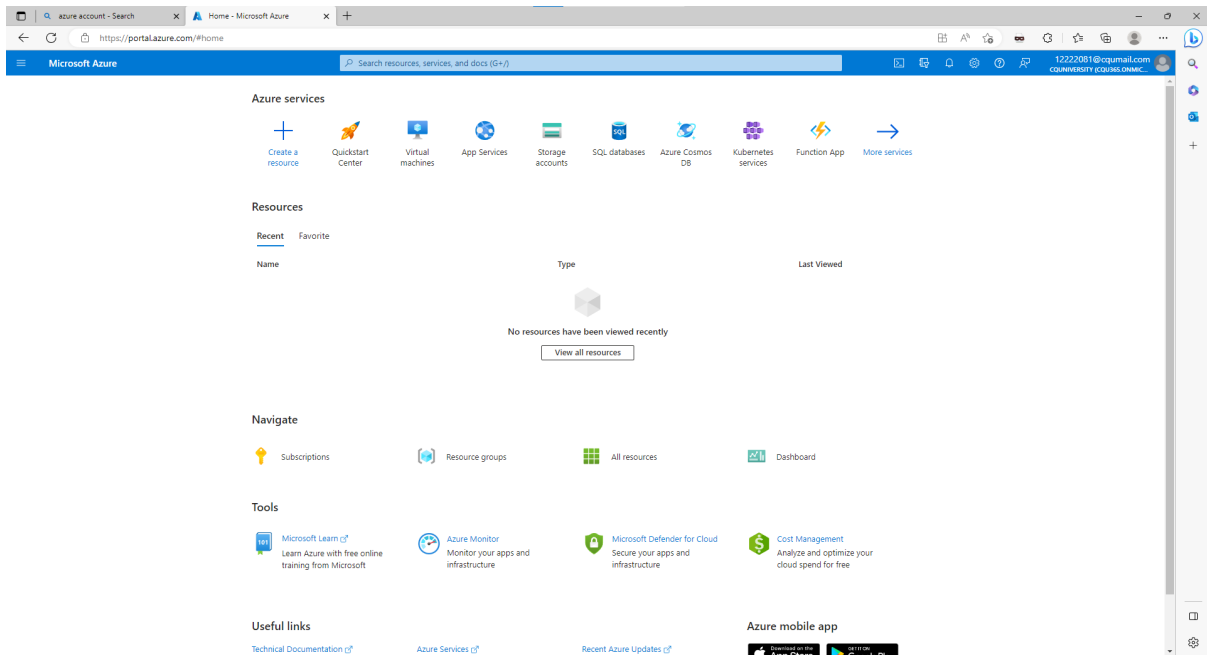 azure account - Search
Home - Microsoft Azure
https://portal.azure.com/#home
Microsoft Azure
Search resources, services, and docs (G+/)
12222081@cqumail.com
CQUNIVERSITY (CQU365.ONMIC...
Azure services
Create a resource
Quickstart Center
Virtual machines
App Services
Storage accounts
SQL databases
Azure Cosmos DB
Kubernetes services
Function App
More services
Resources
Recent Favorite
Name Type Last Viewed
No resources have been viewed recently
View all resources
Navigate
Subscriptions
Resource groups
All resources
Dashboard
Tools
Microsoft Learn
Learn Azure with free online
training from Microsoft
Azure Monitor
Monitor your apps and
infrastructure
Microsoft Defender for Cloud
Secure your apps and
infrastructure
Cost Management
Analyze and optimize your
cloud spend for free
Useful links
Azure mobile app
Technical Documentation
Azure Services
Recent Azure Updates
Download on the
GET IT ON